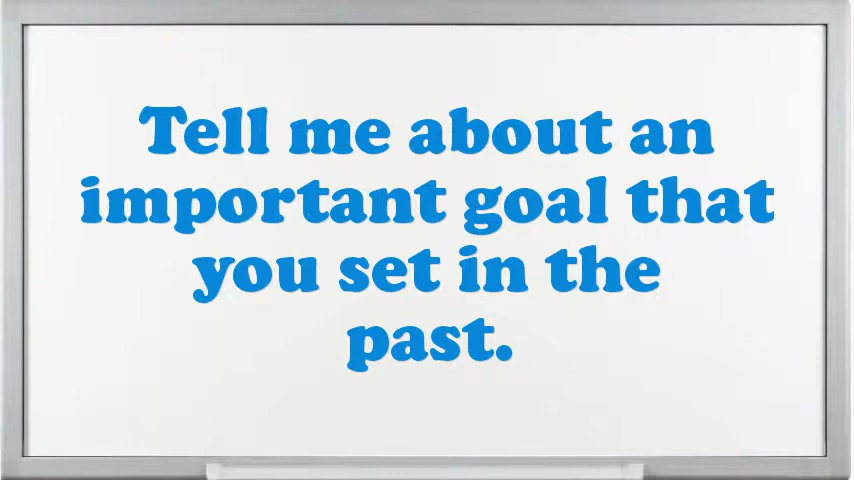 Tell me about an
important goal that
you set in the
past.